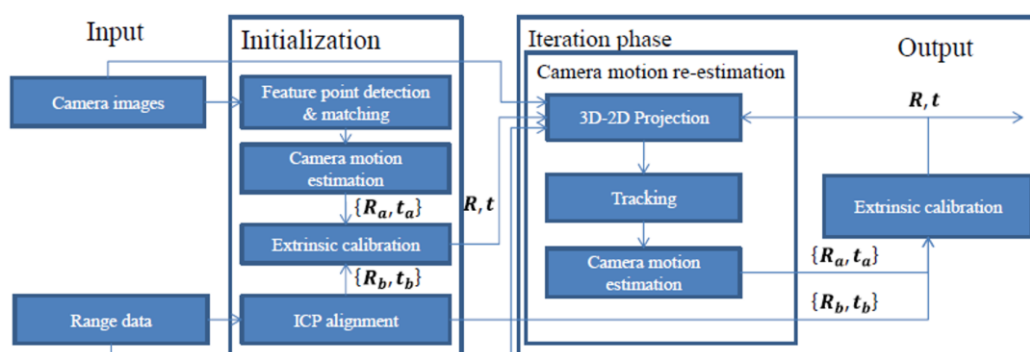 Input
Initialization
Iteration phase
Output
Camera images
Feature point detection
& matching
Camera motion
estimation
{R_a, t_a}
R, t
Extrinsic calibration
{R_b, t_b}
Range data
ICP alignment
Camera motion re-estimation
3D-2D Projection
Tracking
Camera motion
estimation
R, t
Extrinsic calibration
{R_a, t_a}
{R_b, t_b}